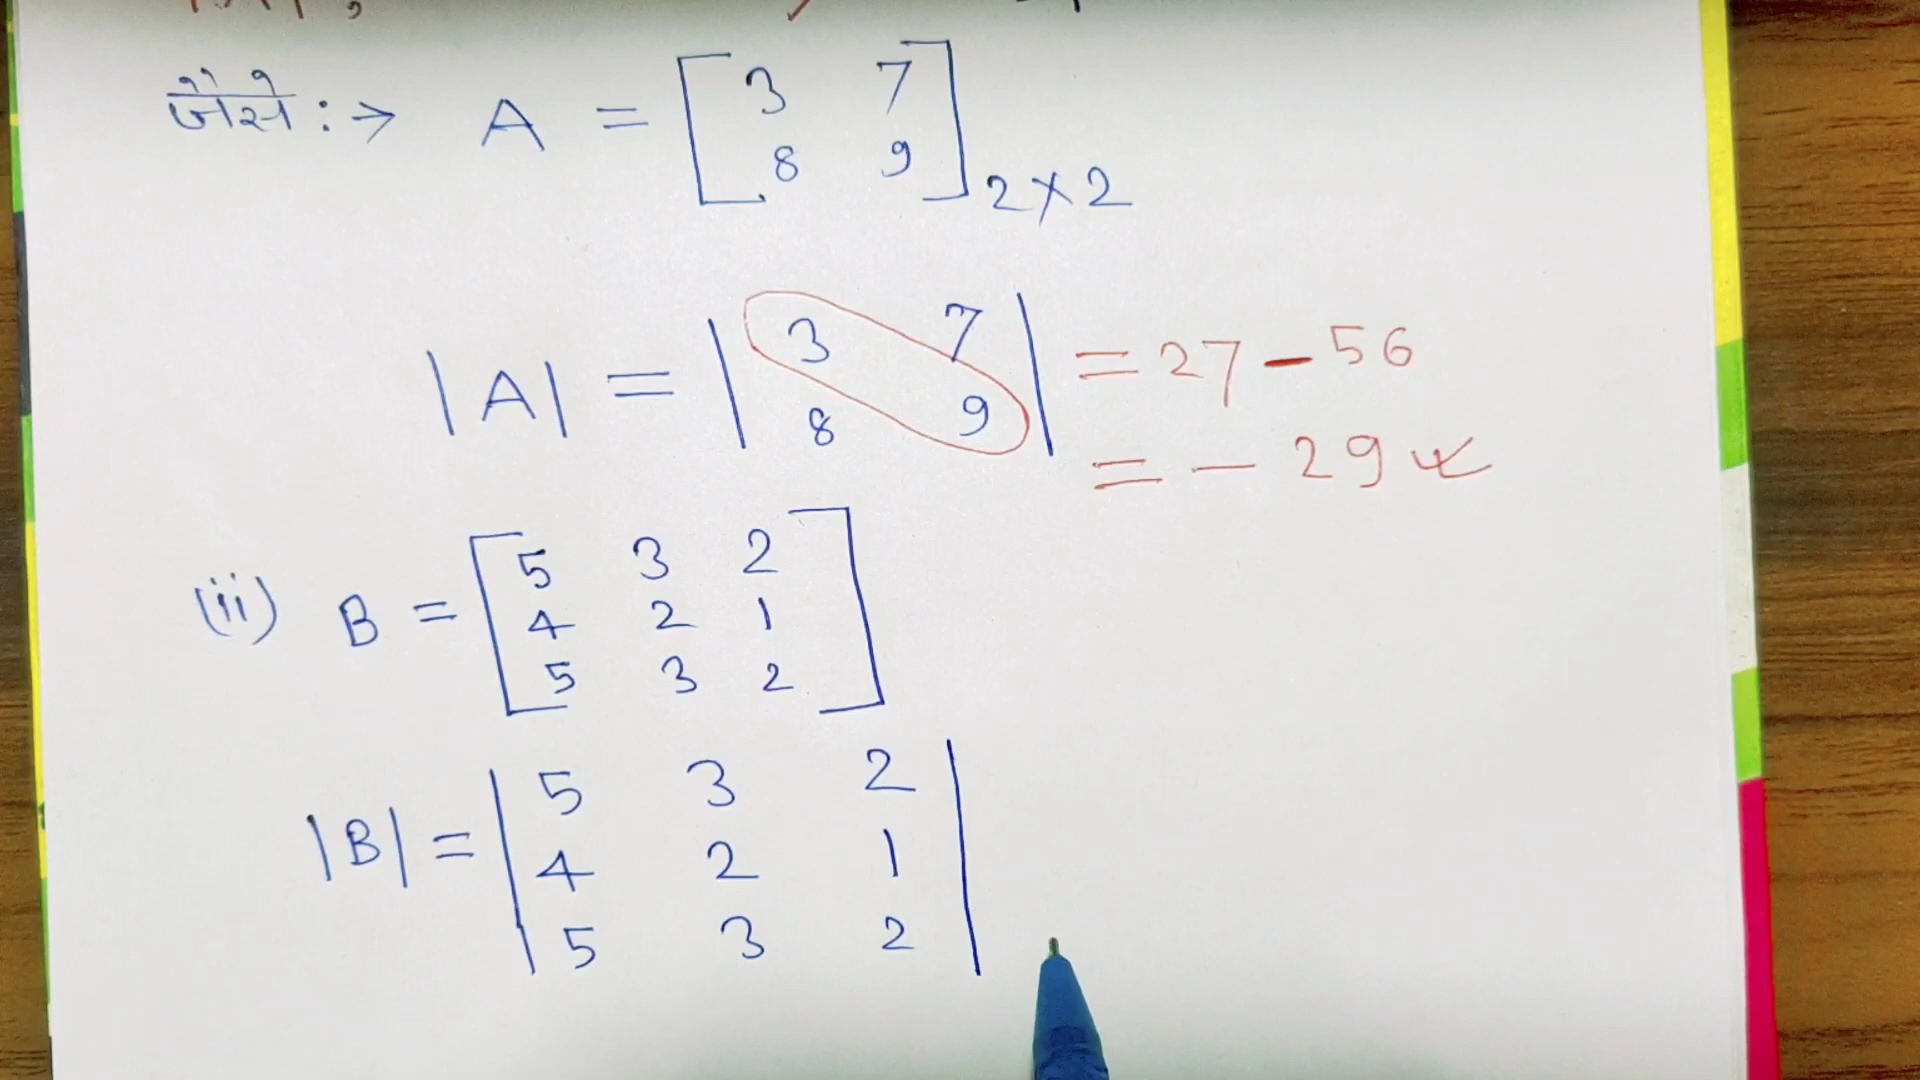 जैसे :→ A = [ 3 7
8 9 ] 2×2
|A| = | 3 7
8 9 | = 27 - 56
= - 29
(ii) B = [ 5 3 2
4 2 1
5 3 2 ]
|B| = | 5 3 2
4 2 1
5 3 2 |